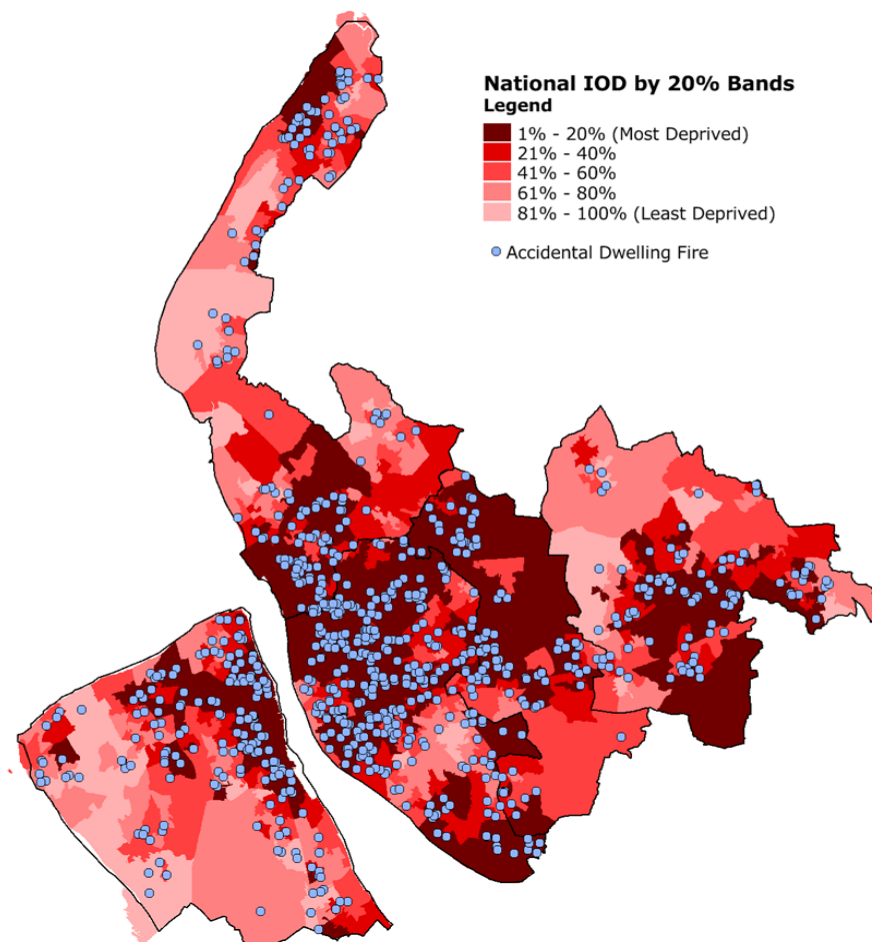 National IOD by 20% Bands
Legend
1% - 20% (Most Deprived)
21% - 40%
41% - 60%
61% - 80%
81% - 100% (Least Deprived)
Accidental Dwelling Fire